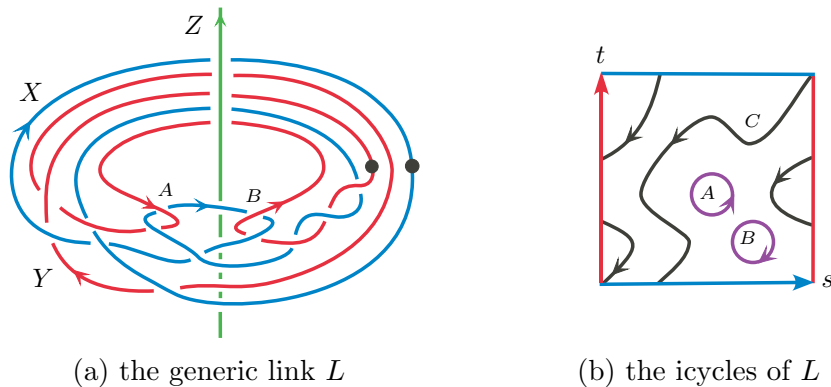 Z
X
A
B
Y
(a) the generic link L
t
C
A
B
s
(b) the icycles of L